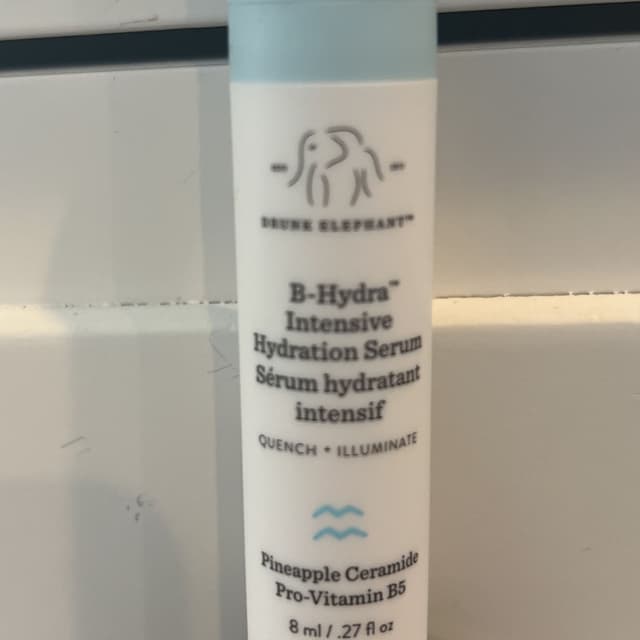 DRUNK ELEPHANT™
B-Hydra™
Intensive
Hydration Serum
Sérum hydratant
intensif
QUENCH • ILLUMINATE
Pineapple Ceramide
Pro-Vitamin B5
8 ml / .27 fl oz